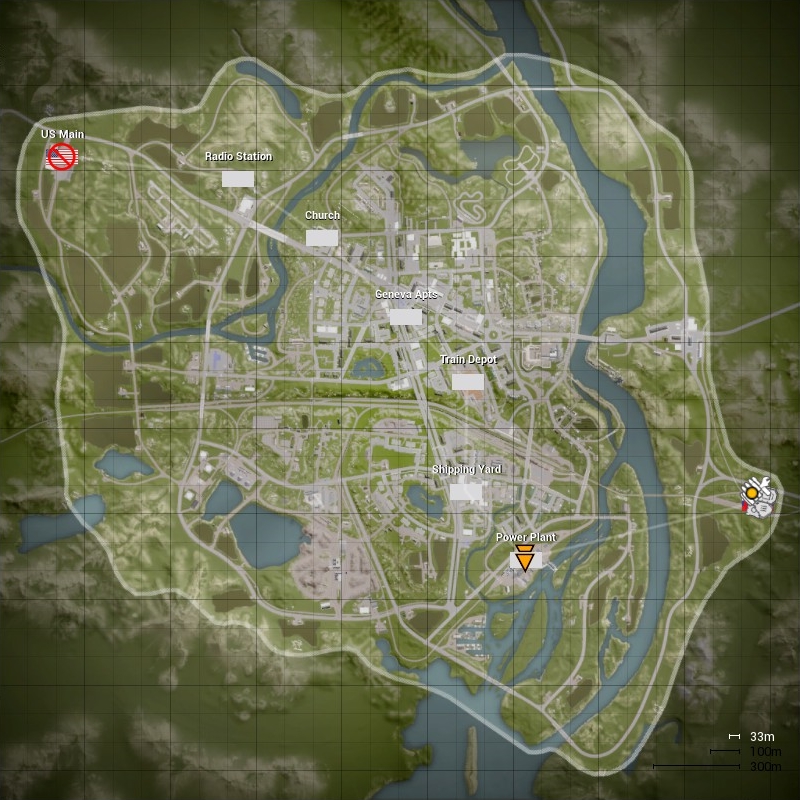 US Main
Radio Station
Church
Geneva Apts
Train Depot
Shipping Yard
Power Plant
33m
100m
300m